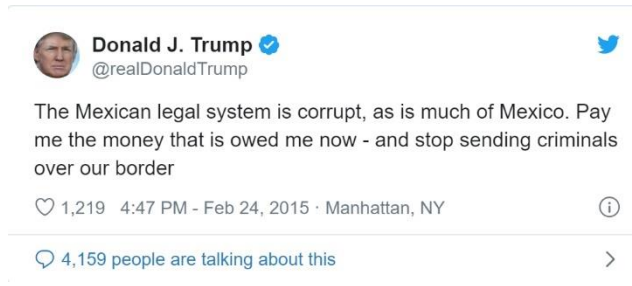 Donald J. Trump
@realDonaldTrump
The Mexican legal system is corrupt, as is much of Mexico. Pay
me the money that is owed me now - and stop sending criminals
over our border
1,219 4:47 PM - Feb 24, 2015 · Manhattan, NY
4,159 people are talking about this